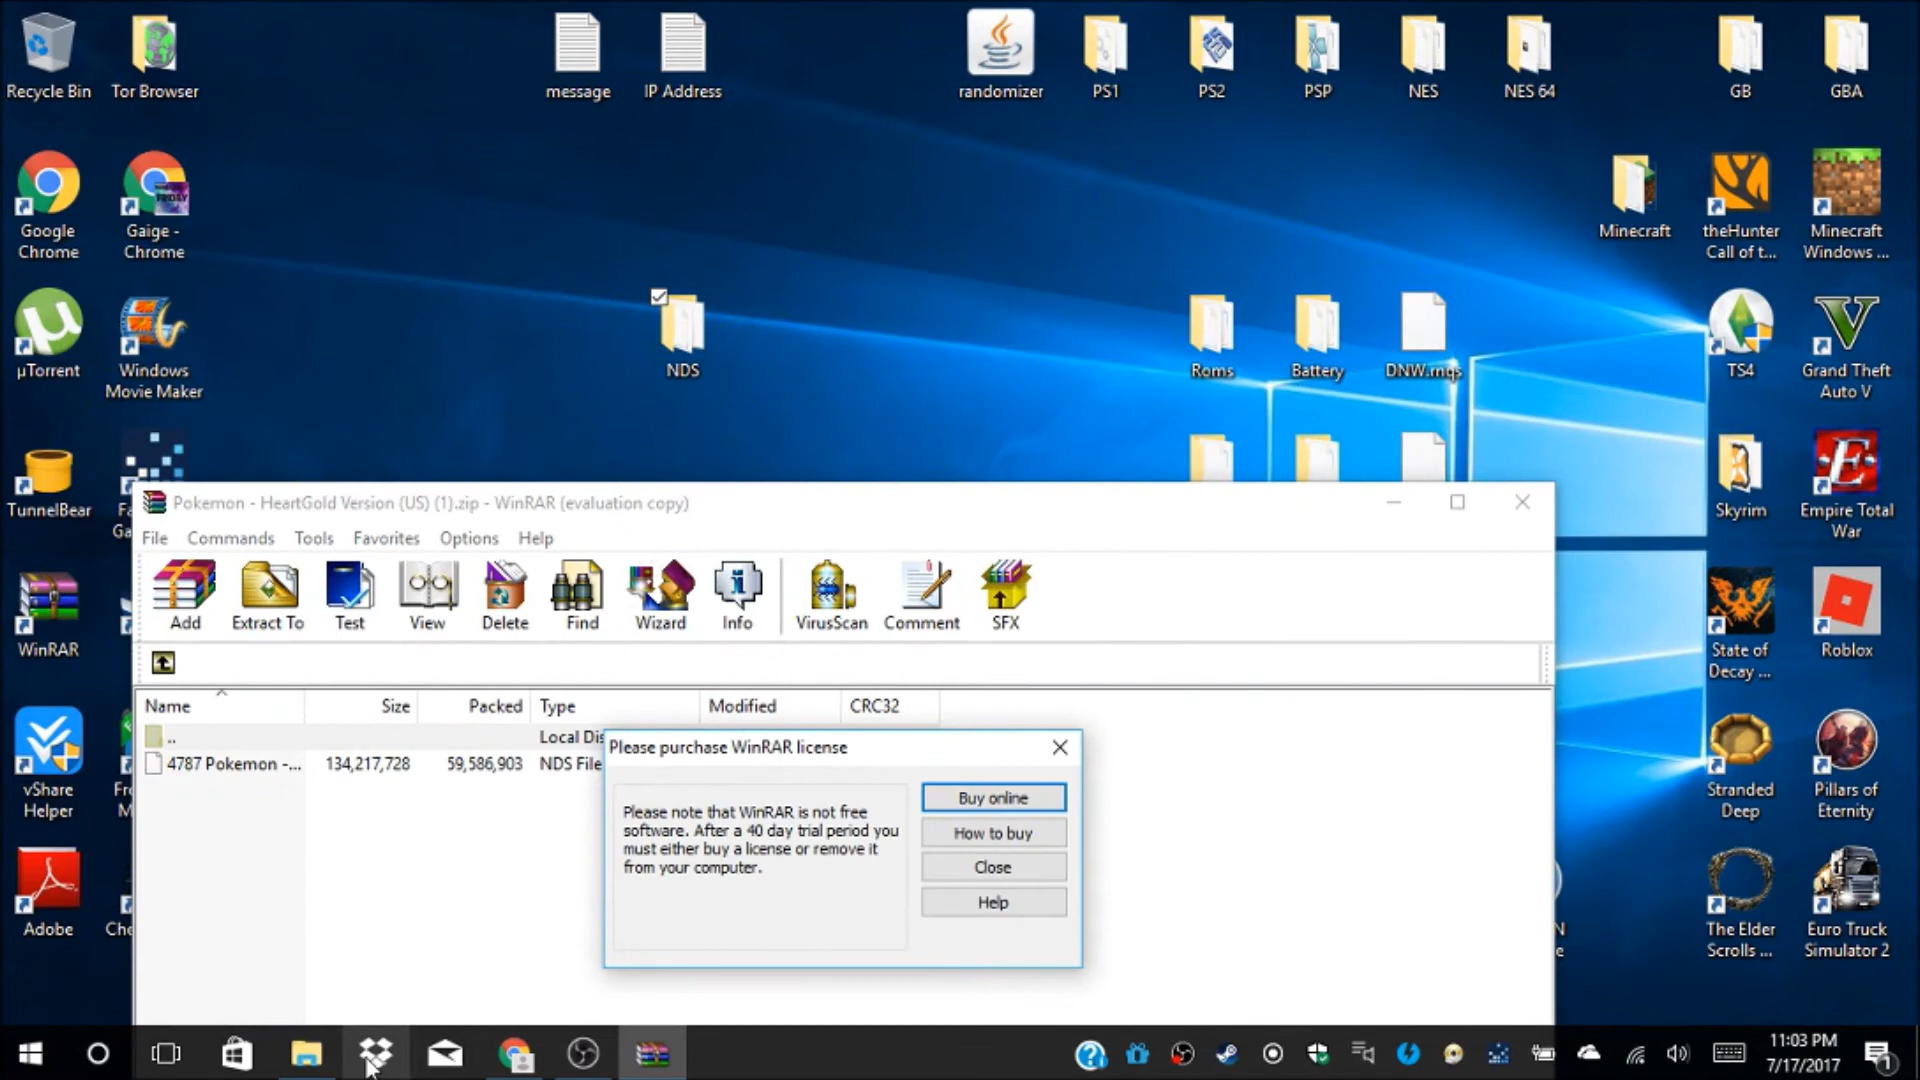 Recycle Bin
Tor Browser
message
IP Address
randomizer
PS1
PS2
PSP
NES
NES 64
GB
GBA
Google
Chrome
Gaige -
Chrome
Minecraft
theHunter
Call of t...
Minecraft
Windows ...
µTorrent
Windows
Movie Maker
NDS
Roms
Battery
DNW.mqs
TS4
Grand Theft
Auto V
TunnelBear
Skyrim
Empire Total
War
Pokemon - HeartGold Version (US) (1).zip - WinRAR (evaluation copy)
File Commands Tools Favorites Options Help
Add Extract To Test View Delete Find Wizard Info VirusScan Comment SFX
WinRAR
State of
Decay ...
Roblox
Name Size Packed Type Modified CRC32
.. Local Dis
4787 Pokemon -... 134,217,728 59,586,903 NDS File
Please purchase WinRAR license
Please note that WinRAR is not free
software. After a 40 day trial period you
must either buy a license or remove it
from your computer.
Buy online
How to buy
Close
Help
vShare
Helper
Stranded
Deep
Pillars of
Eternity
Adobe
The Elder
Scrolls ...
Euro Truck
Simulator 2
11:03 PM
7/17/2017
1